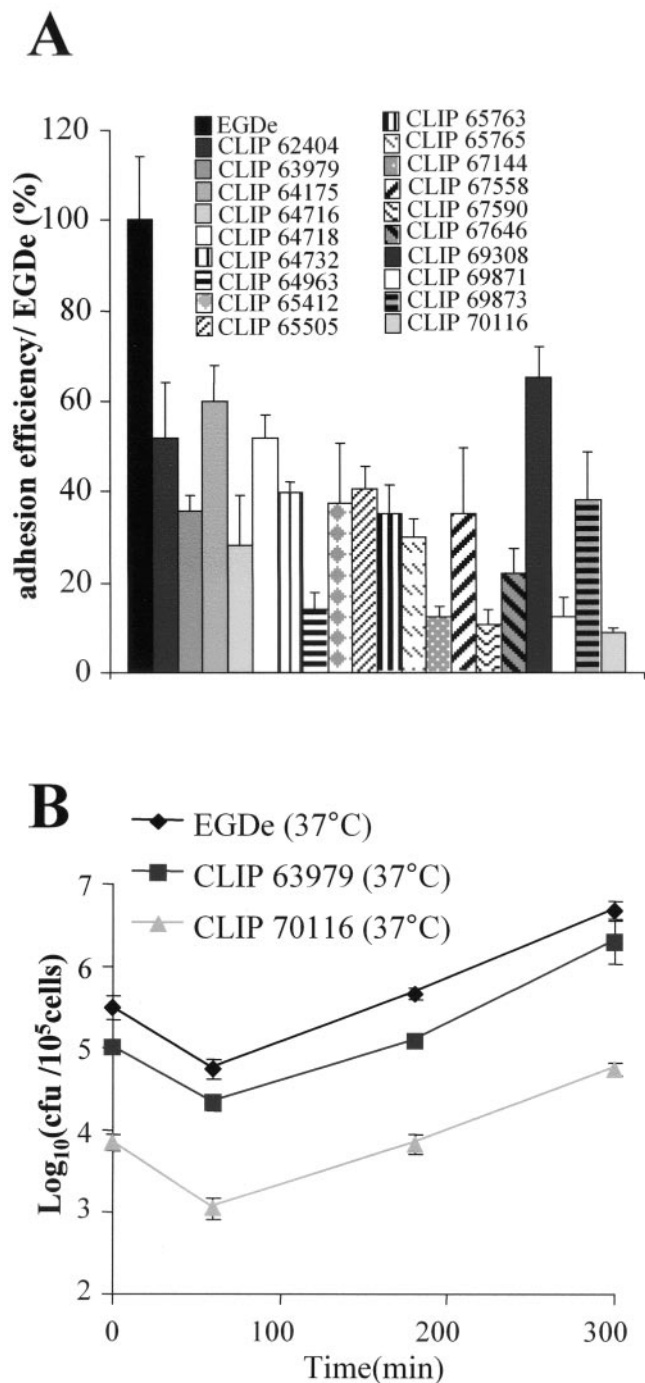 A
120
100
80
60
40
20
0
adhesion efficiency/ EGDe (%)
EGDe
CLIP 62404
CLIP 63979
CLIP 64175
CLIP 64716
CLIP 64718
CLIP 64732
CLIP 64963
CLIP 65412
CLIP 65505
CLIP 65763
CLIP 65765
CLIP 67144
CLIP 67558
CLIP 67590
CLIP 67646
CLIP 69308
CLIP 69871
CLIP 69873
CLIP 70116
B
EGDe (37°C)
CLIP 63979 (37°C)
CLIP 70116 (37°C)
7
6
5
4
3
2
Log₁₀(cfu /10⁵cells)
0 100 200 300
Time(min)